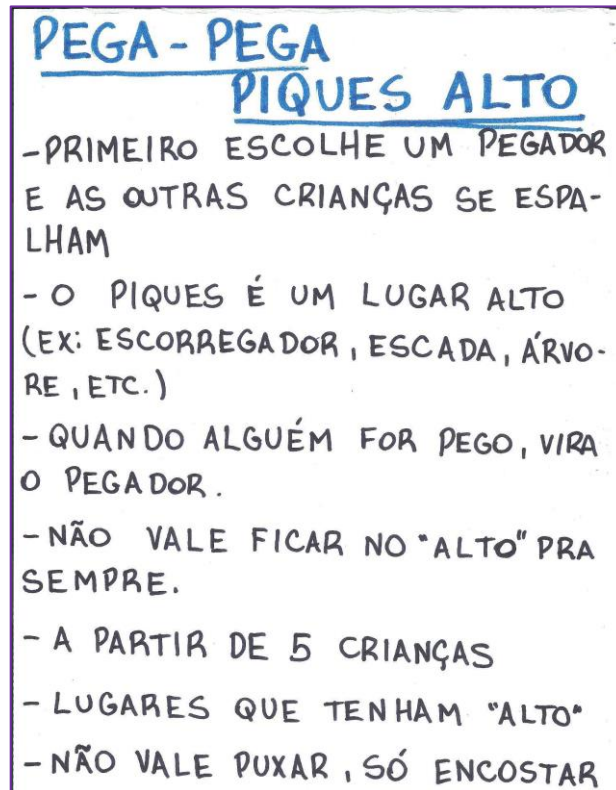 PEGA - PEGA
PIQUES ALTO
-PRIMEIRO ESCOLHE UM PEGADOR
E AS OUTRAS CRIANÇAS SE ESPA-
LHAM
- O PIQUES É UM LUGAR ALTO
(EX: ESCORREGADOR, ESCADA, ÁRVO-
RE, ETC.)
- QUANDO ALGUÉM FOR PEGO, VIRA
O PEGADOR.
- NÃO VALE FICAR NO "ALTO" PRA
SEMPRE.
- A PARTIR DE 5 CRIANÇAS
- LUGARES QUE TENHAM "ALTO"
- NÃO VALE PUXAR, SÓ ENCOSTAR